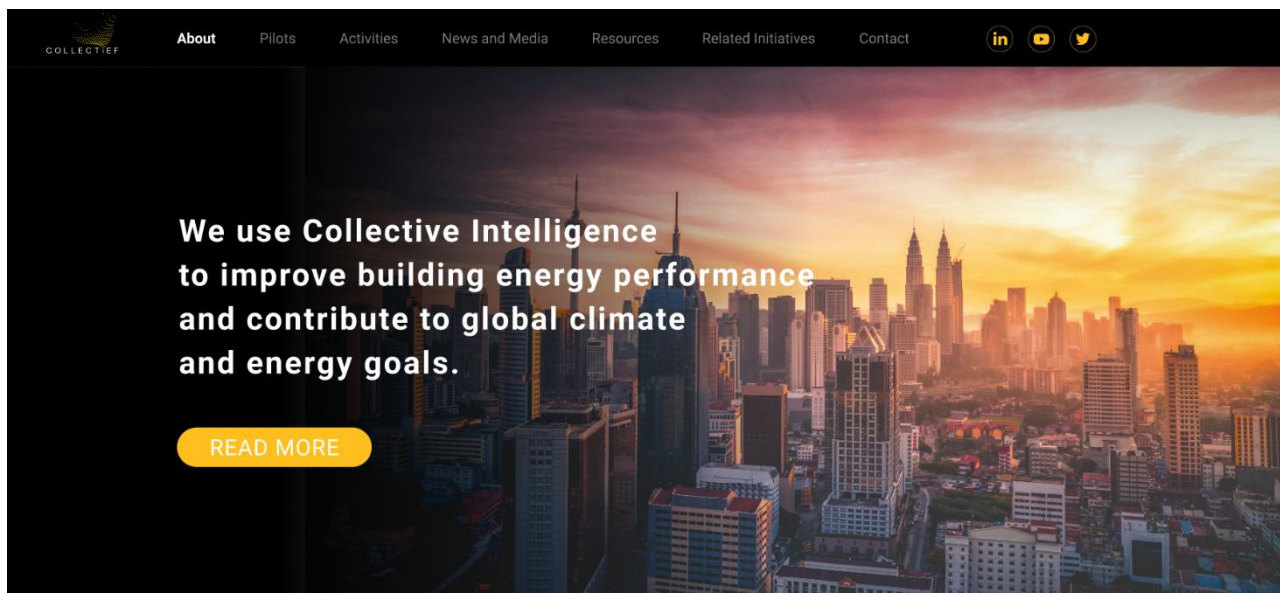 COLLECTiEF
About Pilots Activities News and Media Resources Related Initiatives Contact in
We use Collective Intelligence
to improve building energy performance
and contribute to global climate
and energy goals.
READ MORE